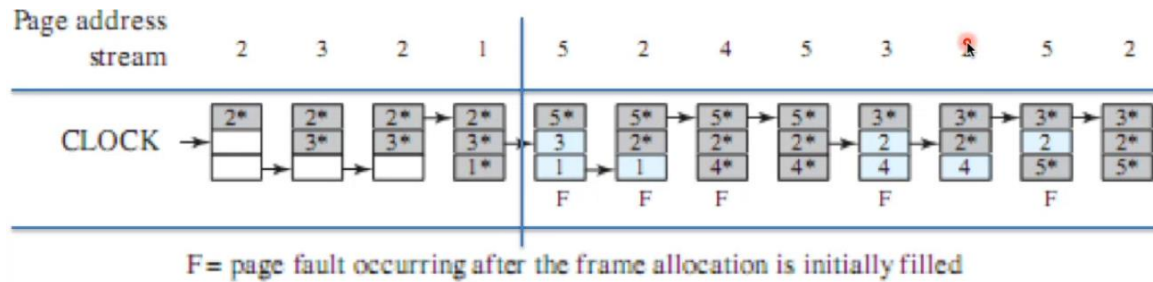 Page address
stream 2 3 2 1 5 2 4 5 3 5 2
CLOCK
2* 2* 2* 2* 5* 5* 5* 5* 3* 3* 3* 3*
3* 3* 3* 3 2* 2* 2* 2 2* 2 2*
1* 1 1 4* 4* 4 4 5* 5*
F F F F F
F = page fault occurring after the frame allocation is initially filled